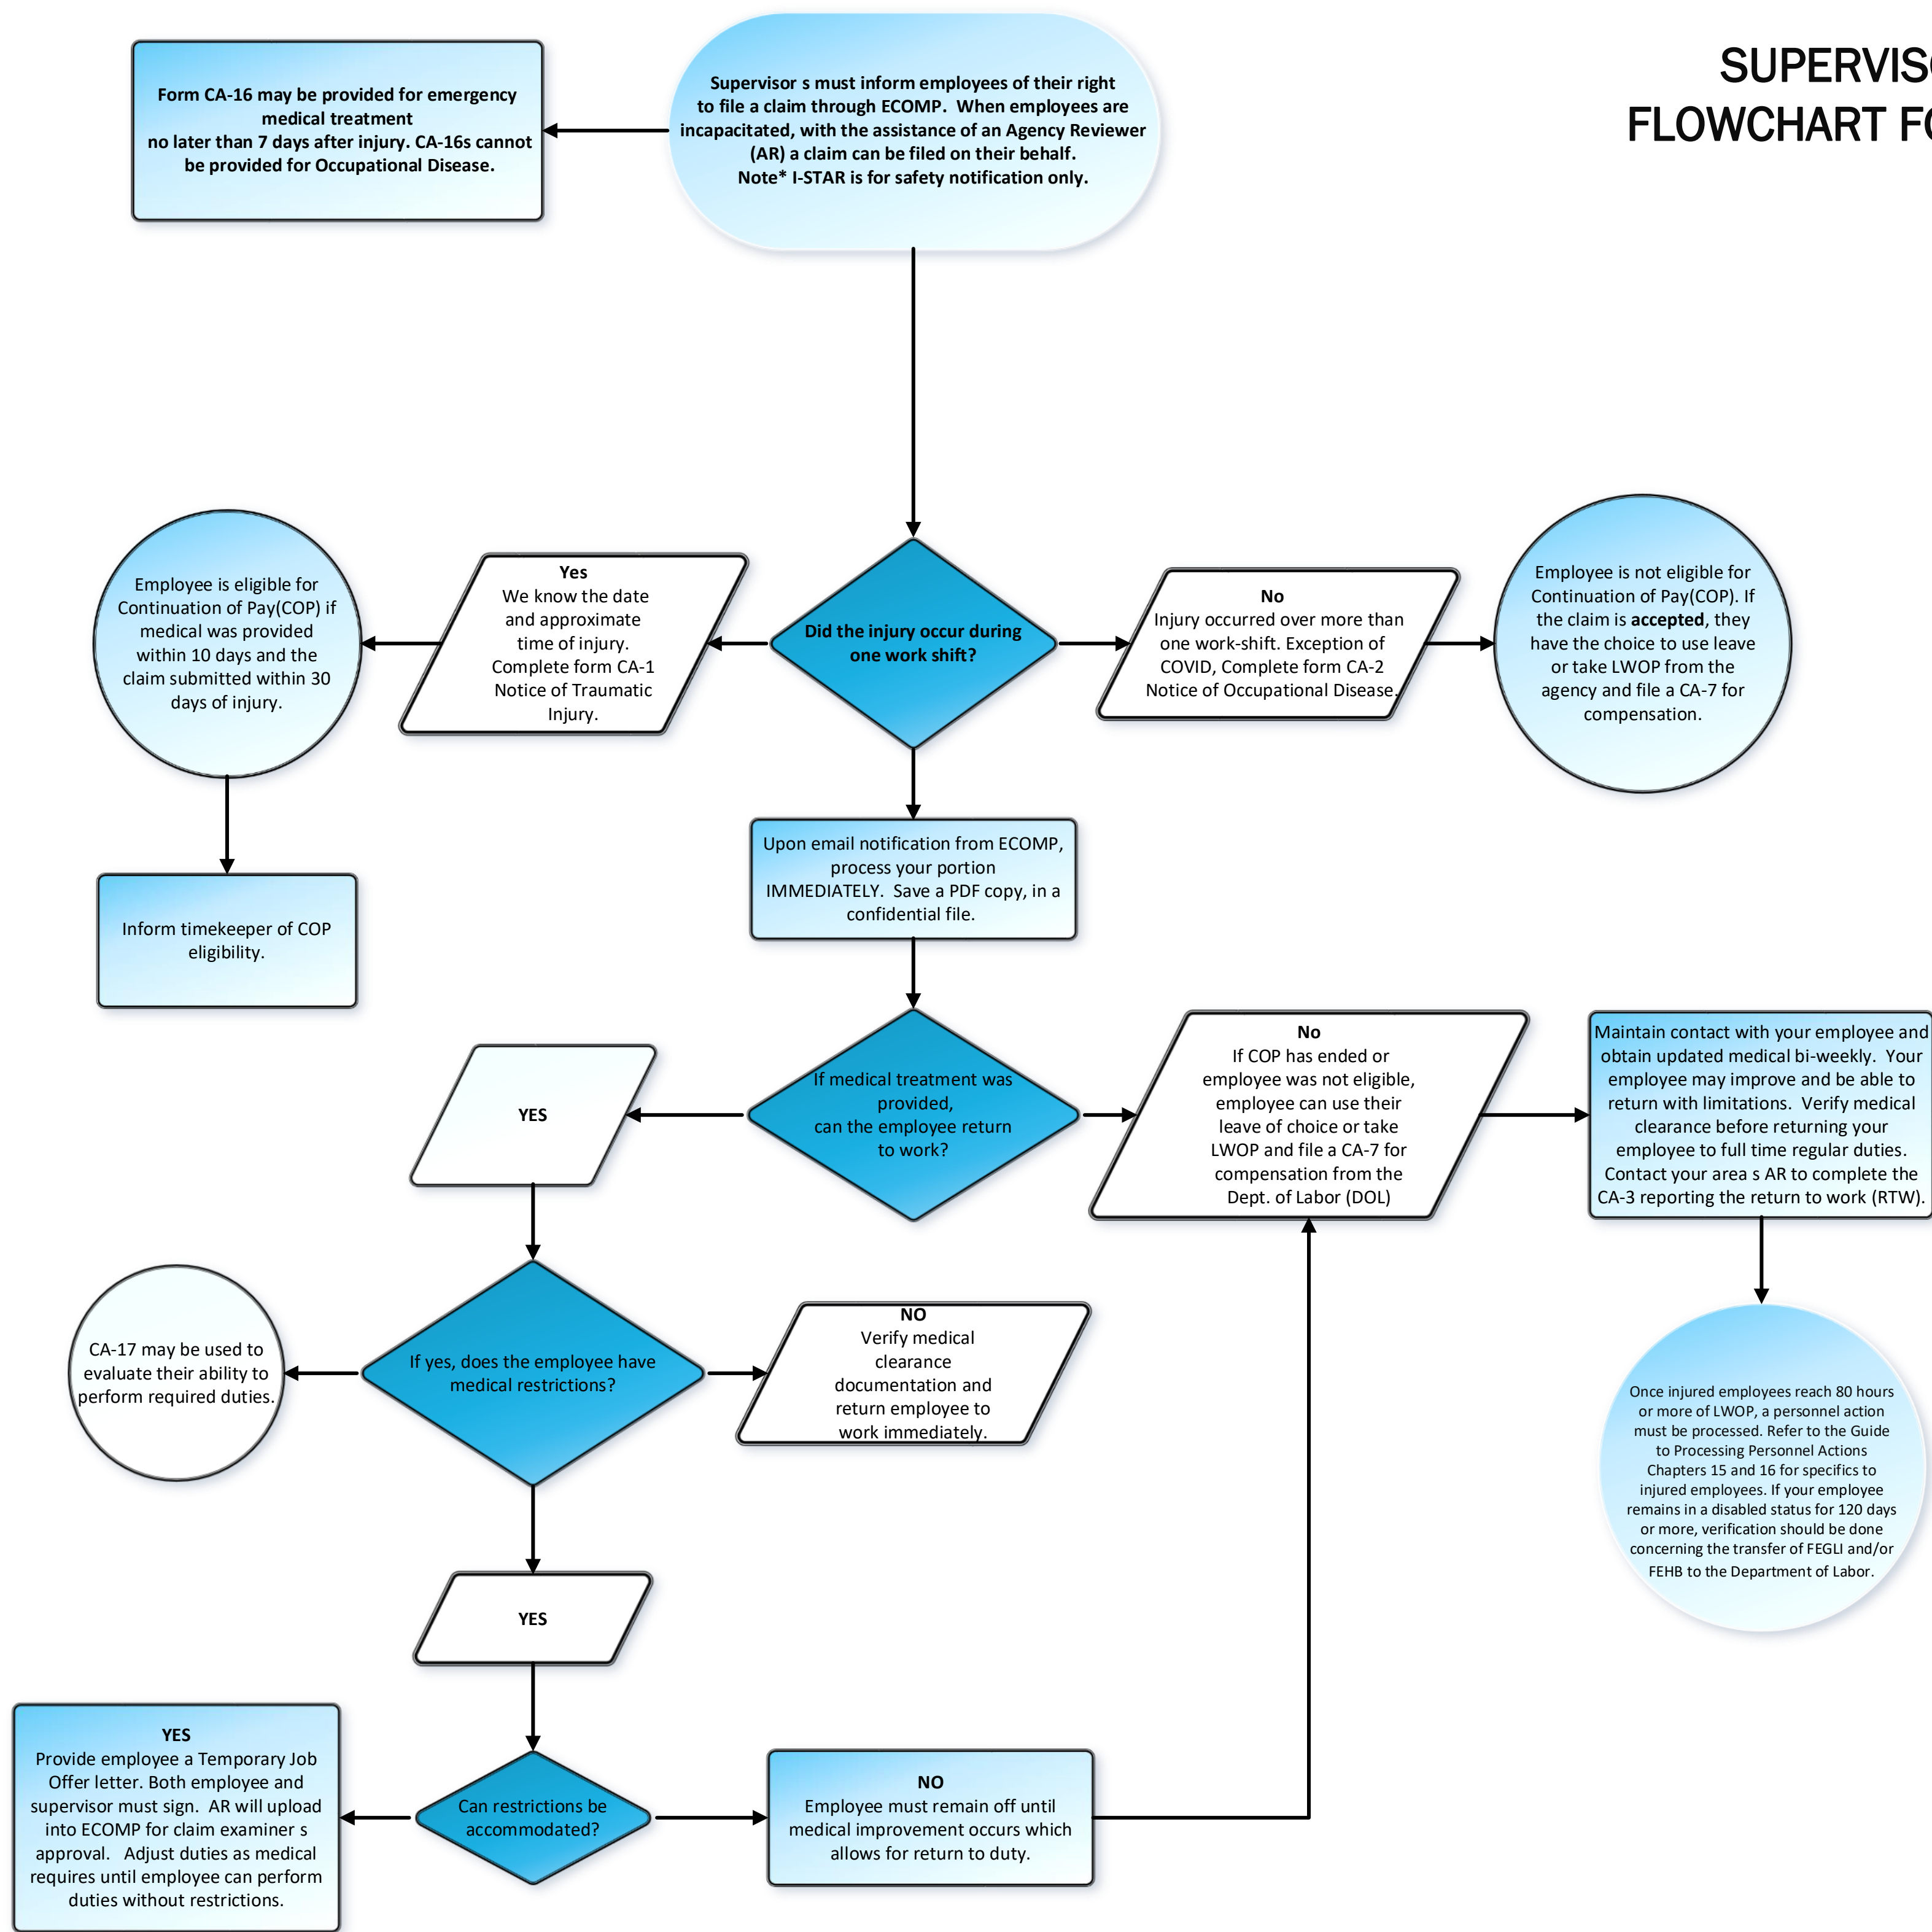 SUPERVISO
FLOWCHART FO
Form CA-16 may be provided for emergency
medical treatment
no later than 7 days after injury. CA-16s cannot
be provided for Occupational Disease.
Supervisor s must inform employees of their right
to file a claim through ECOMP.  When employees are
incapacitated, with the assistance of an Agency Reviewer
(AR) a claim can be filed on their behalf.
Note* I-STAR is for safety notification only.
Employee is eligible for
Continuation of Pay(COP) if
medical was provided
within 10 days and the
claim submitted within 30
days of injury.
Yes
We know the date
and approximate
time of injury.
Complete form CA-1
Notice of Traumatic
Injury.
Did the injury occur during
one work shift?
No
Injury occurred over more than
one work-shift. Exception of
COVID, Complete form CA-2
Notice of Occupational Disease.
Employee is not eligible for
Continuation of Pay(COP). If
the claim is accepted, they
have the choice to use leave
or take LWOP from the
agency and file a CA-7 for
compensation.
Inform timekeeper of COP
eligibility.
Upon email notification from ECOMP,
process your portion
IMMEDIATELY.  Save a PDF copy, in a
confidential file.
YES
If medical treatment was
provided,
can the employee return
to work?
No
If COP has ended or
employee was not eligible,
employee can use their
leave of choice or take
LWOP and file a CA-7 for
compensation from the
Dept. of Labor (DOL)
Maintain contact with your employee and
obtain updated medical bi-weekly.  Your
employee may improve and be able to
return with limitations.  Verify medical
clearance before returning your
employee to full time regular duties.
Contact your area s AR to complete the
CA-3 reporting the return to work (RTW).
CA-17 may be used to
evaluate their ability to
perform required duties.
If yes, does the employee have
medical restrictions?
NO
Verify medical
clearance
documentation and
return employee to
work immediately.
Once injured employees reach 80 hours
or more of LWOP, a personnel action
must be processed. Refer to the Guide
to Processing Personnel Actions
Chapters 15 and 16 for specifics to
injured employees. If your employee
remains in a disabled status for 120 days
or more, verification should be done
concerning the transfer of FEGLI and/or
FEHB to the Department of Labor.
YES
YES
Provide employee a Temporary Job
Offer letter. Both employee and
supervisor must sign.  AR will upload
into ECOMP for claim examiner s
approval.   Adjust duties as medical
requires until employee can perform
duties without restrictions.
Can restrictions be
accommodated?
NO
Employee must remain off until
medical improvement occurs which
allows for return to duty.